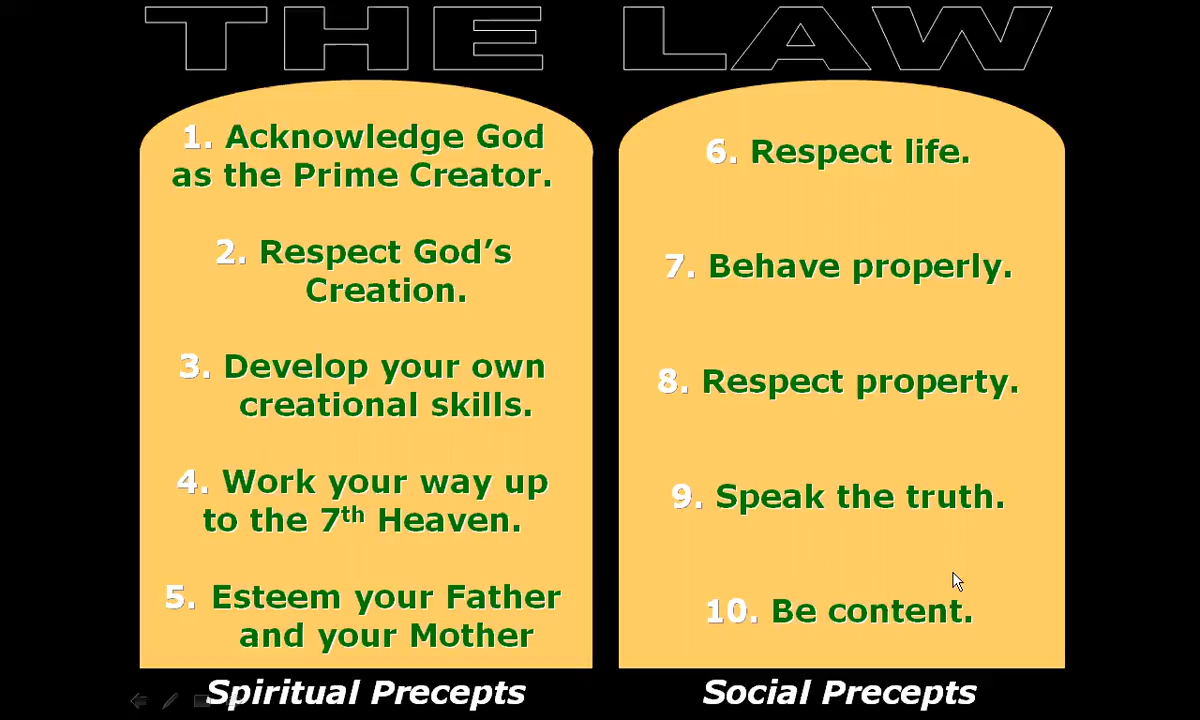 THE LAW
1. Acknowledge God
as the Prime Creator.
2. Respect God’s
Creation.
3. Develop your own
creational skills.
4. Work your way up
to the 7th Heaven.
5. Esteem your Father
and your Mother
Spiritual Precepts
6. Respect life.
7. Behave properly.
8. Respect property.
9. Speak the truth.
10. Be content.
Social Precepts